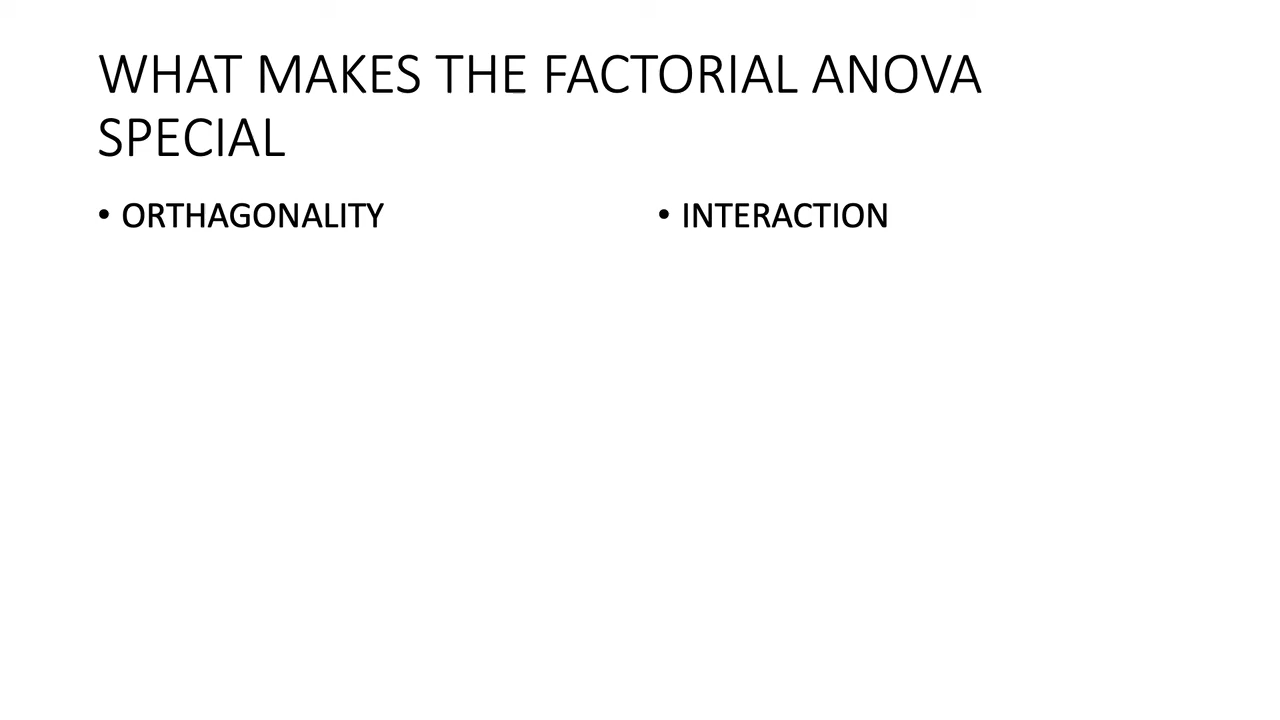 WHAT MAKES THE FACTORIAL ANOVA
SPECIAL
• ORTHAGONALITY
• INTERACTION